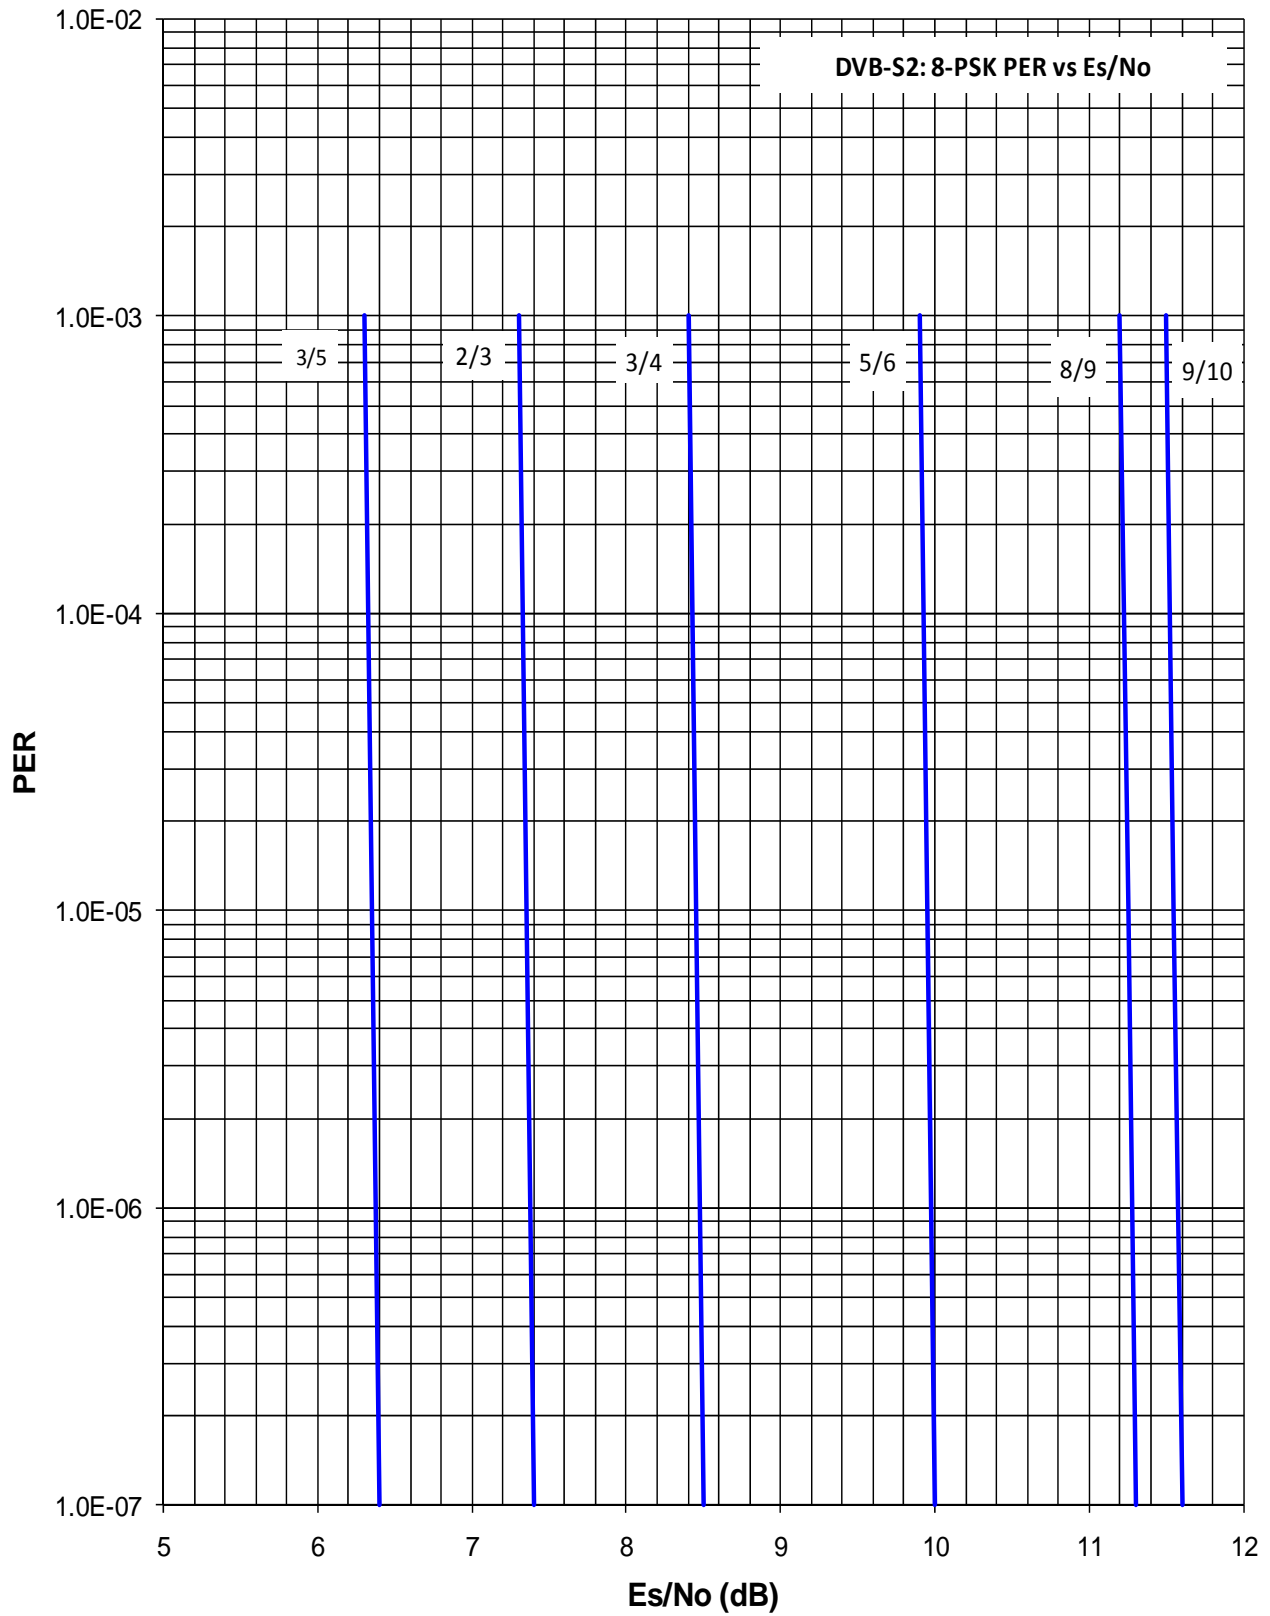 1.0E-02
DVB-S2: 8-PSK PER vs Es/No
1.0E-03
3/5
2/3
3/4
5/6
8/9
9/10
1.0E-04
PER
1.0E-05
1.0E-06
1.0E-07
5 6 7 8 9 10 11 12
Es/No (dB)